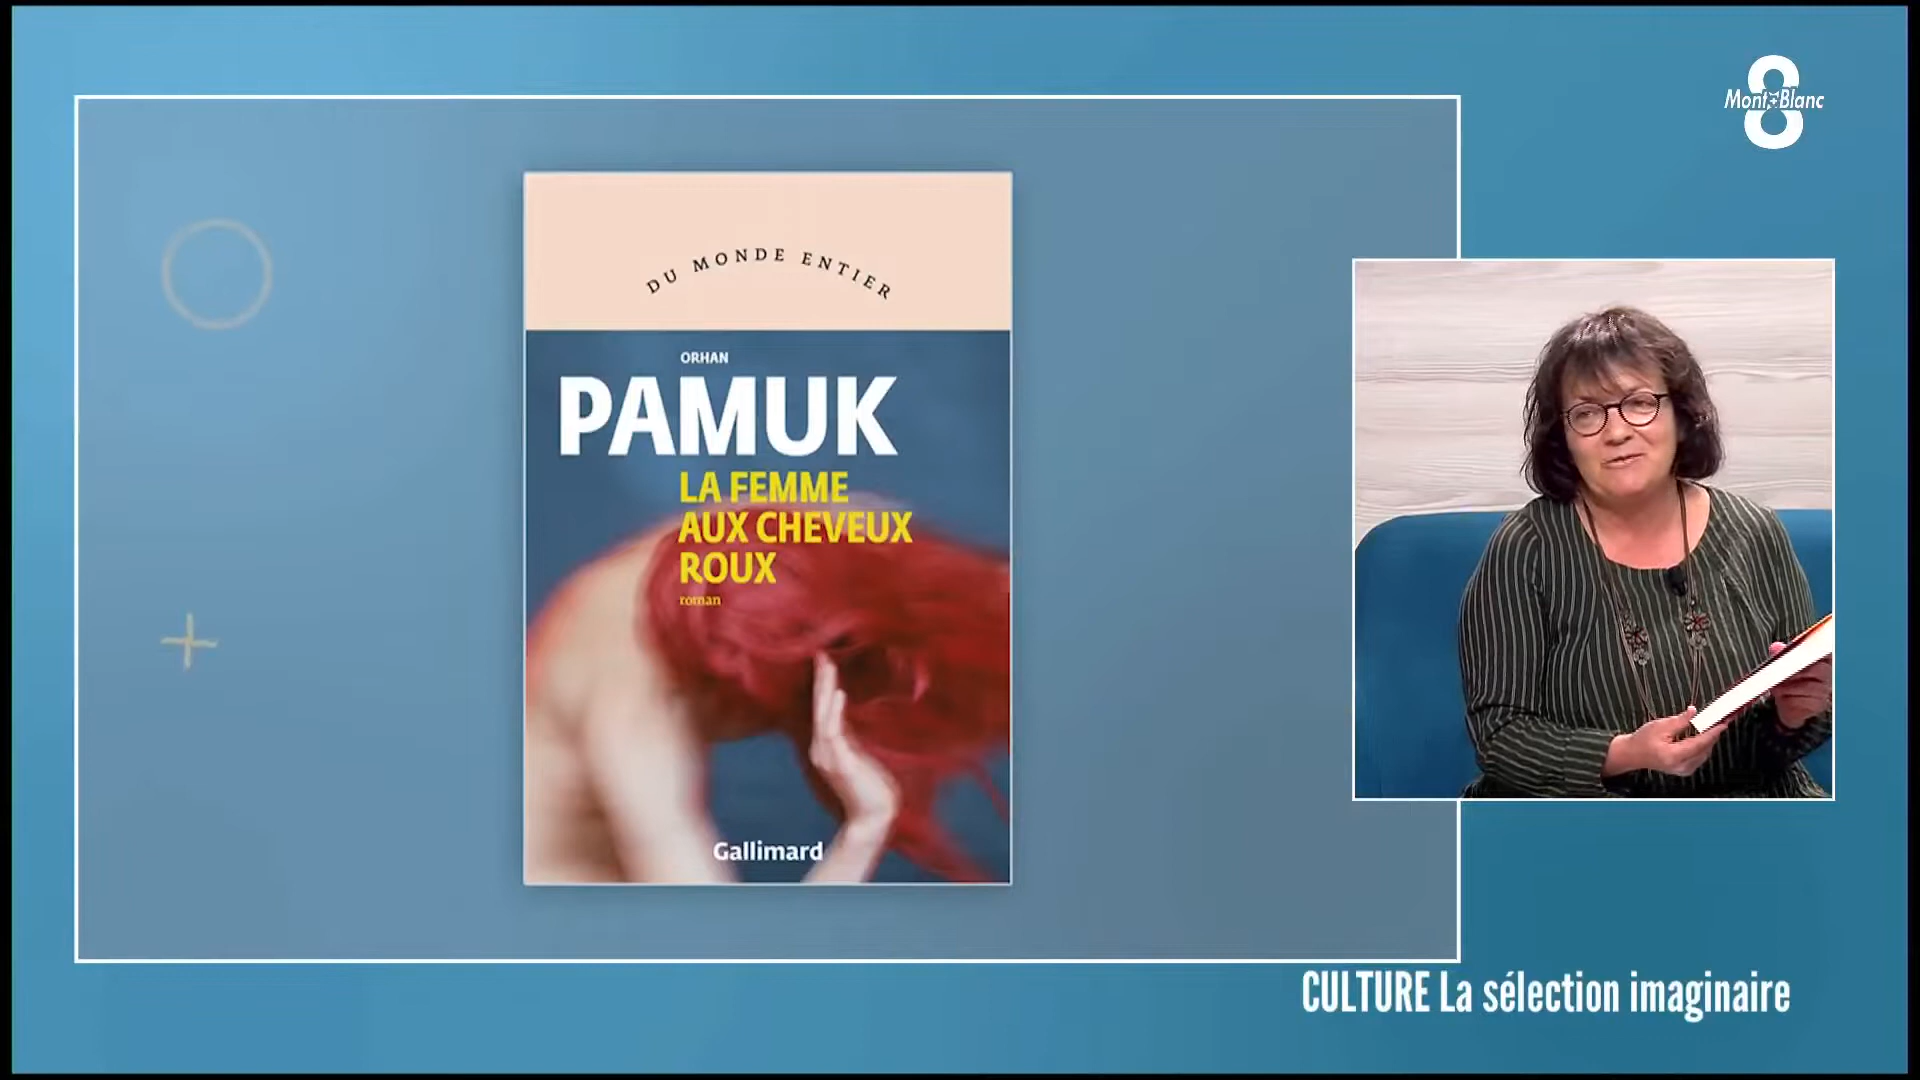 8
Mont-Blanc
DU MONDE ENTIER
ORHAN
PAMUK
LA FEMME
AUX CHEVEUX
ROUX
roman
Gallimard
CULTURE La sélection imaginaire